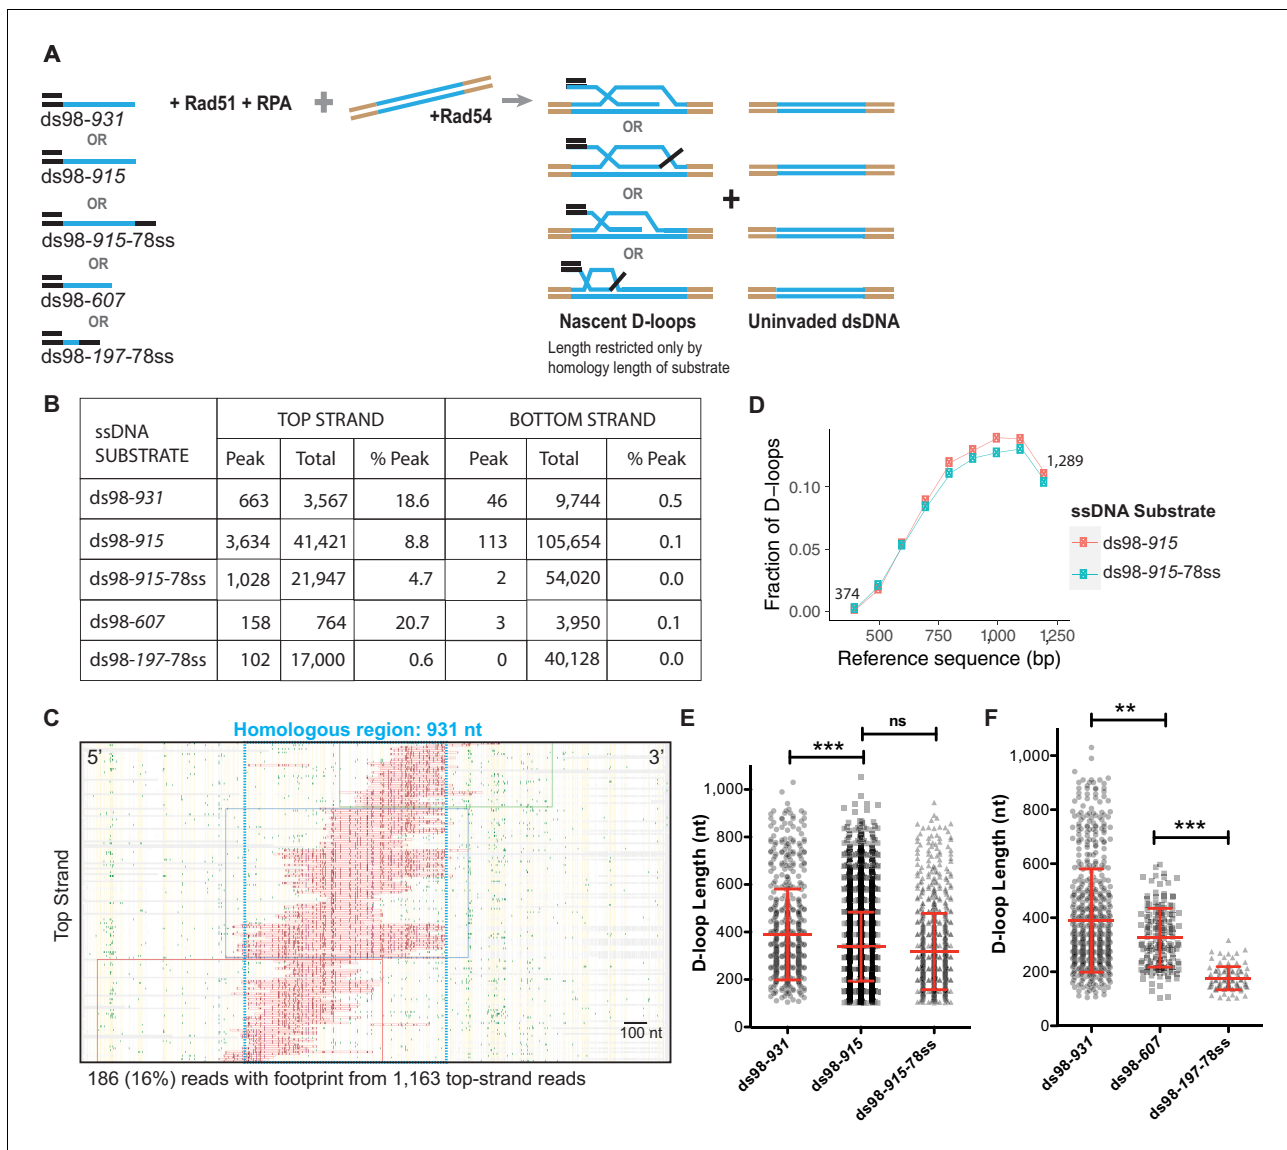 A
ds98-931
OR
ds98-915
OR
ds98-915-78ss
OR
ds98-607
OR
ds98-197-78ss
+ Rad51 + RPA
+
+Rad54
OR
OR
OR
+
Nascent D-loops
Length restricted only by
homology length of substrate
Uninvaded dsDNA
B
ssDNA SUBSTRATE TOP STRAND BOTTOM STRAND
Peak Total % Peak Peak Total % Peak
ds98-931 663 3,567 18.6 46 9,744 0.5
ds98-915 3,634 41,421 8.8 113 105,654 0.1
ds98-915-78ss 1,028 21,947 4.7 2 54,020 0.0
ds98-607 158 764 20.7 3 3,950 0.1
ds98-197-78ss 102 17,000 0.6 0 40,128 0.0
C
Homologous region: 931 nt
5’ 3’
Top Strand
100 nt
186 (16%) reads with footprint from 1,163 top-strand reads
D
Fraction of D–loops
0.10
0.05
0.00
374
1,289
500 750 1,000 1,250
Reference sequence (bp)
ssDNA Substrate
ds98-915
ds98-915-78ss
E
ns
***
D-loop Length (nt)
1,000
800
600
400
200
0
ds98-931
ds98-915
ds98-915-78ss
F
**
***
D-loop Length (nt)
1,000
800
600
400
200
0
ds98-931
ds98-607
ds98-197-78ss